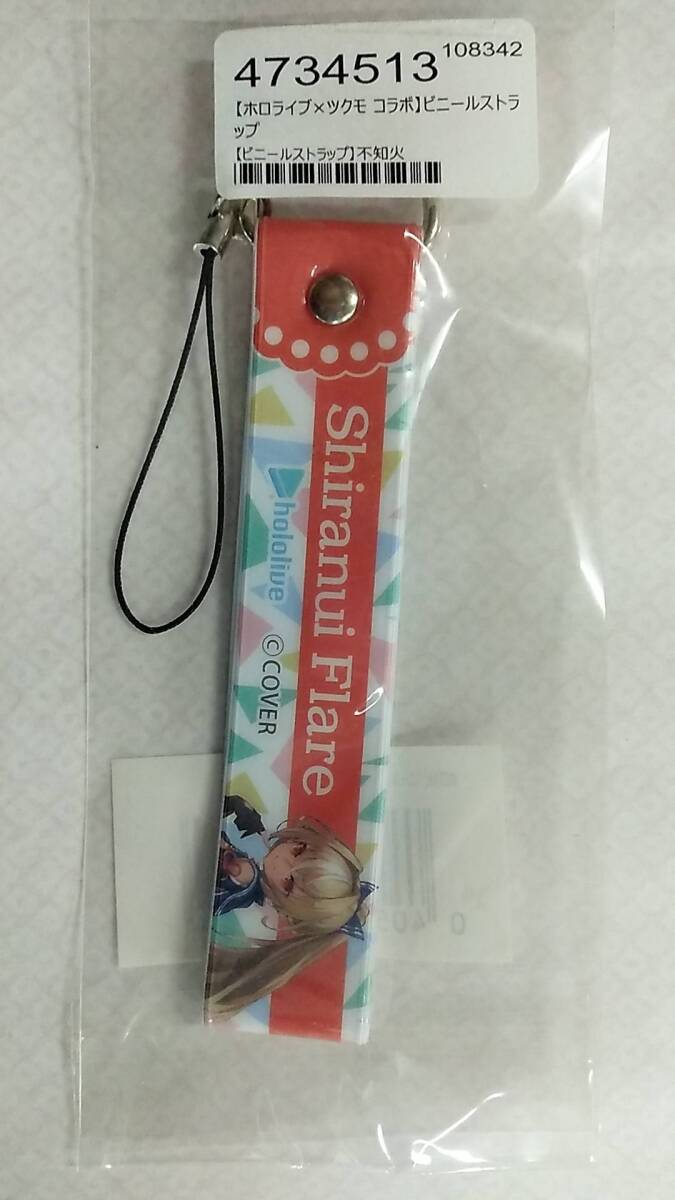 4734513
108342
【ホロライブ×ツクモ コラボ】ビニールストラ
ップ
【ビニールストラップ】不知火
Shiranui Flare
hololive
©COVER